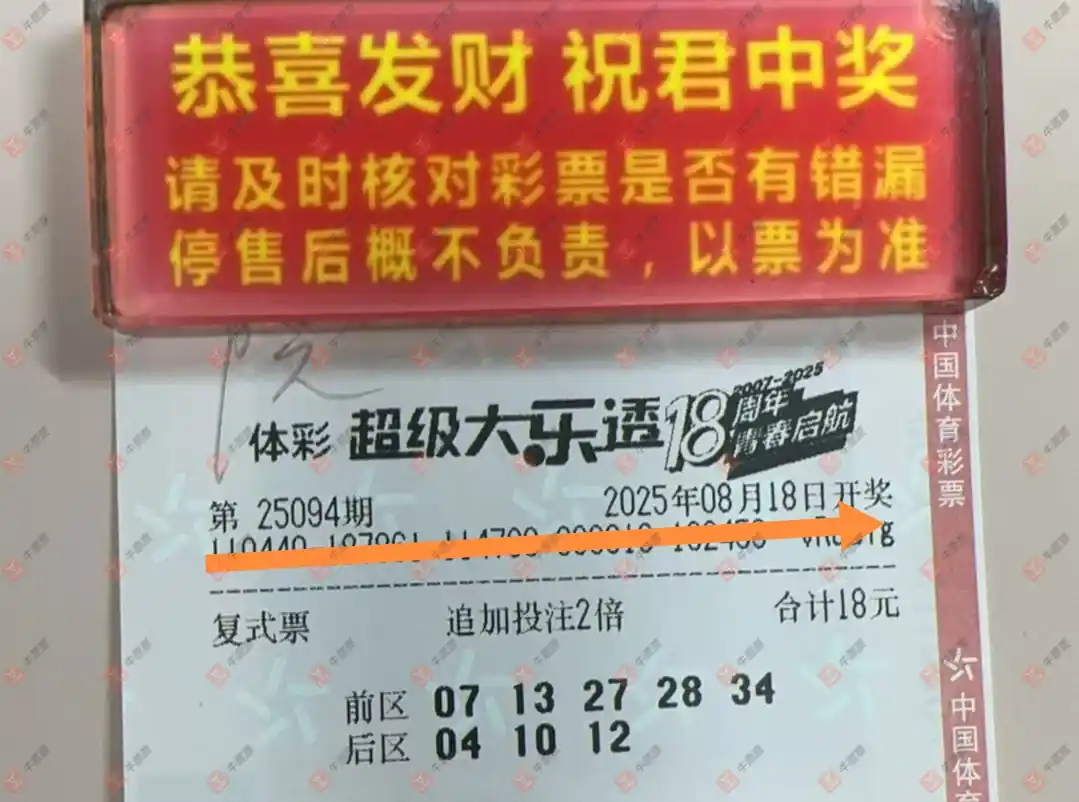 恭喜发财 祝君中奖
请及时核对彩票是否有错漏
停售后概不负责，以票为准
中国体育彩票
2007-2025
体彩 超级大乐透18周年
青春启航
第 25094期 2025年08月18日开奖
复式票 追加投注2倍 合计18元
前区 07 13 27 28 34
后区 04 10 12
中国体育
牛图源